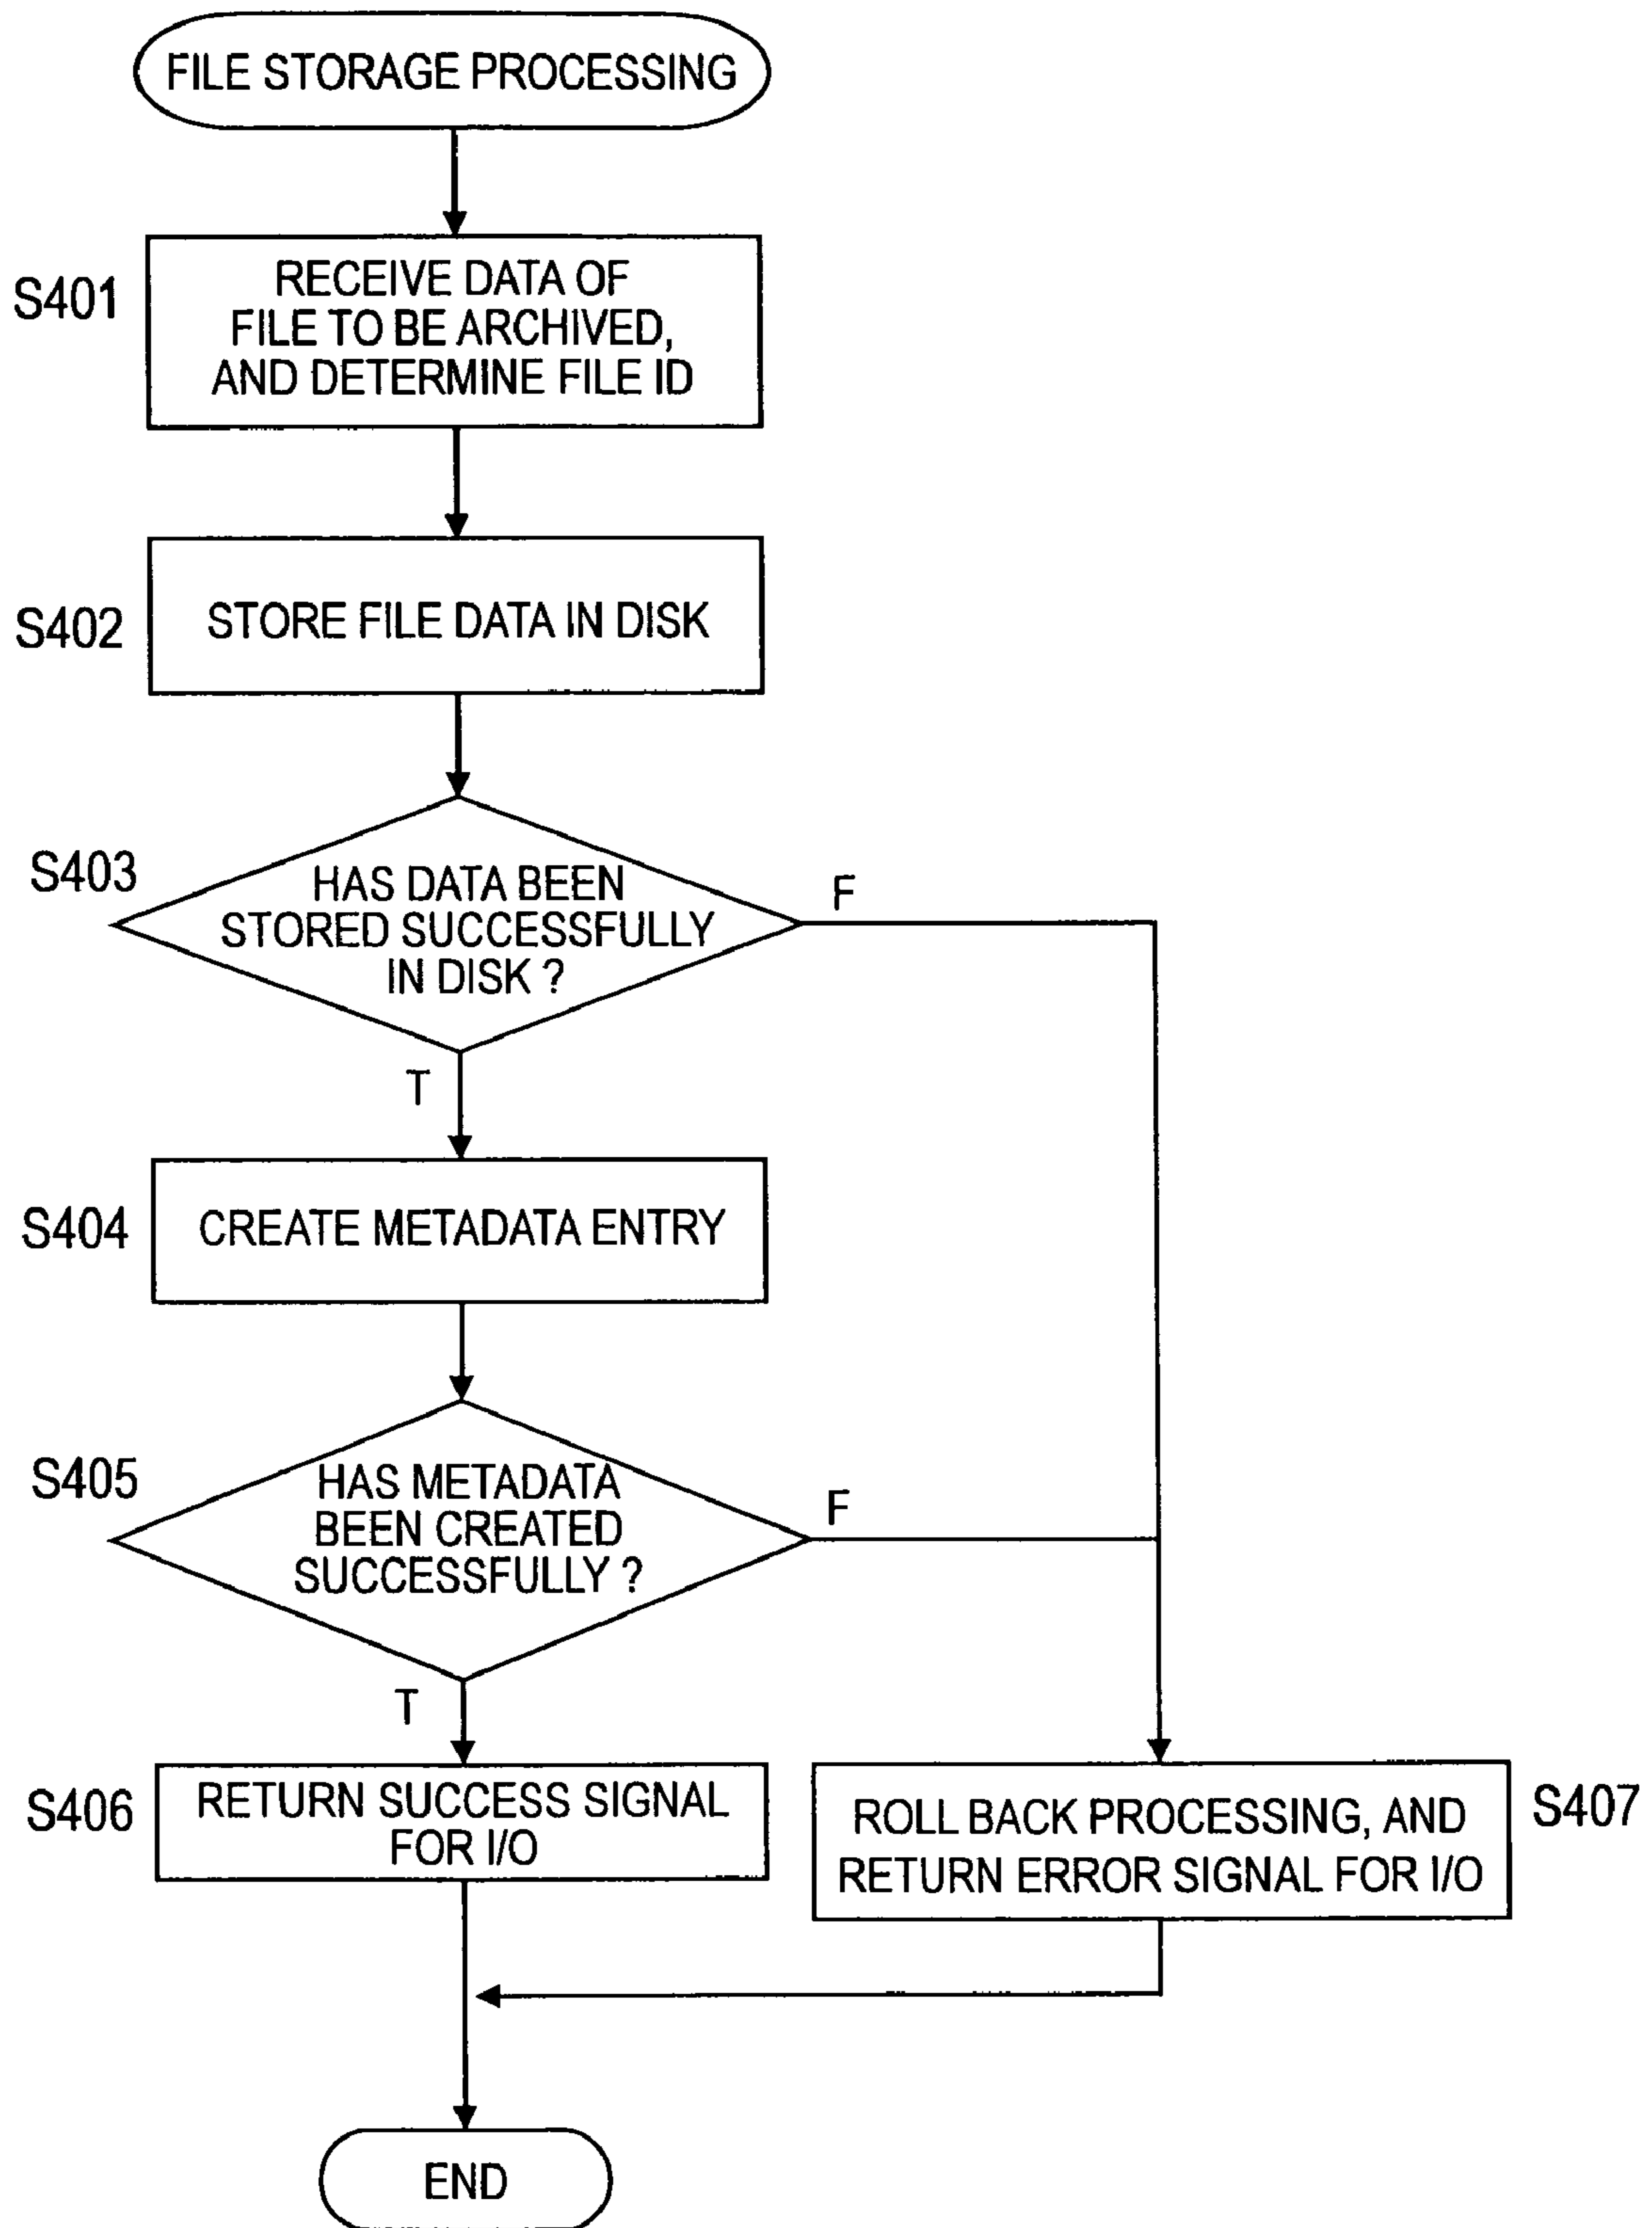 FILE STORAGE PROCESSING
S401
RECEIVE DATA OF
FILE TO BE ARCHIVED,
AND DETERMINE FILE ID
S402
STORE FILE DATA IN DISK
S403
HAS DATA BEEN
STORED SUCCESSFULLY
IN DISK ?
F
T
S404
CREATE METADATA ENTRY
S405
HAS METADATA
BEEN CREATED
SUCCESSFULLY ?
F
T
S406
RETURN SUCCESS SIGNAL
FOR I/O
ROLL BACK PROCESSING, AND
RETURN ERROR SIGNAL FOR I/O
S407
END